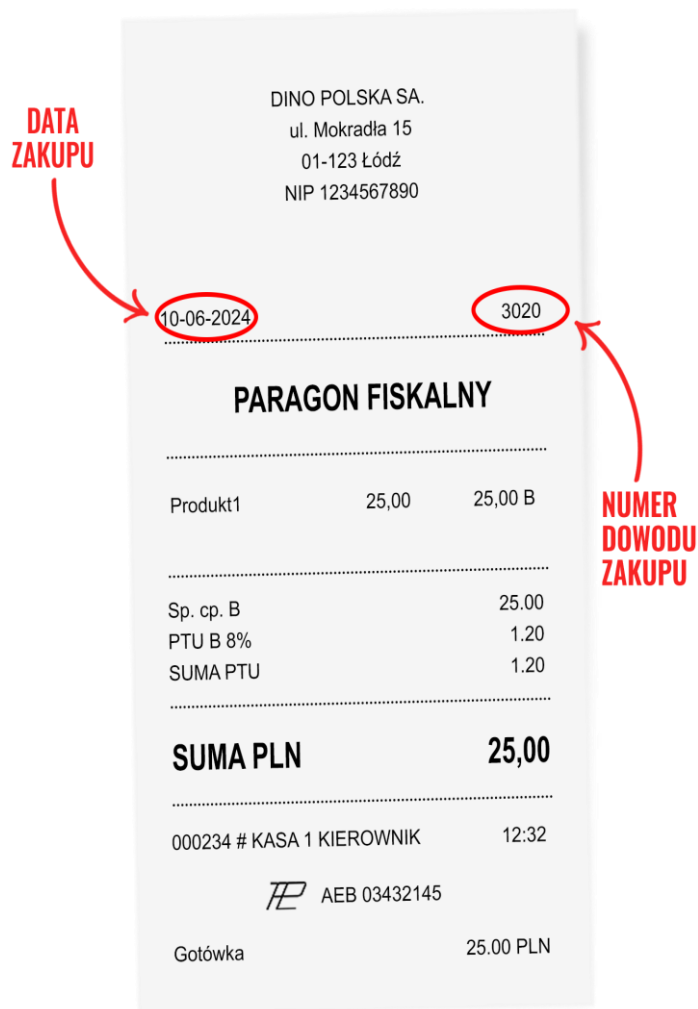 DINO POLSKA SA.
ul. Mokradła 15
01-123 Łódź
NIP 1234567890
DATA
ZAKUPU
10-06-2024 3020
PARAGON FISKALNY
Produkt1 25,00 25,00 B
NUMER
DOWODU
ZAKUPU
Sp. cp. B 25.00
PTU B 8% 1.20
SUMA PTU 1.20
SUMA PLN 25,00
000234 # KASA 1 KIEROWNIK 12:32
AEB 03432145
Gotówka 25.00 PLN